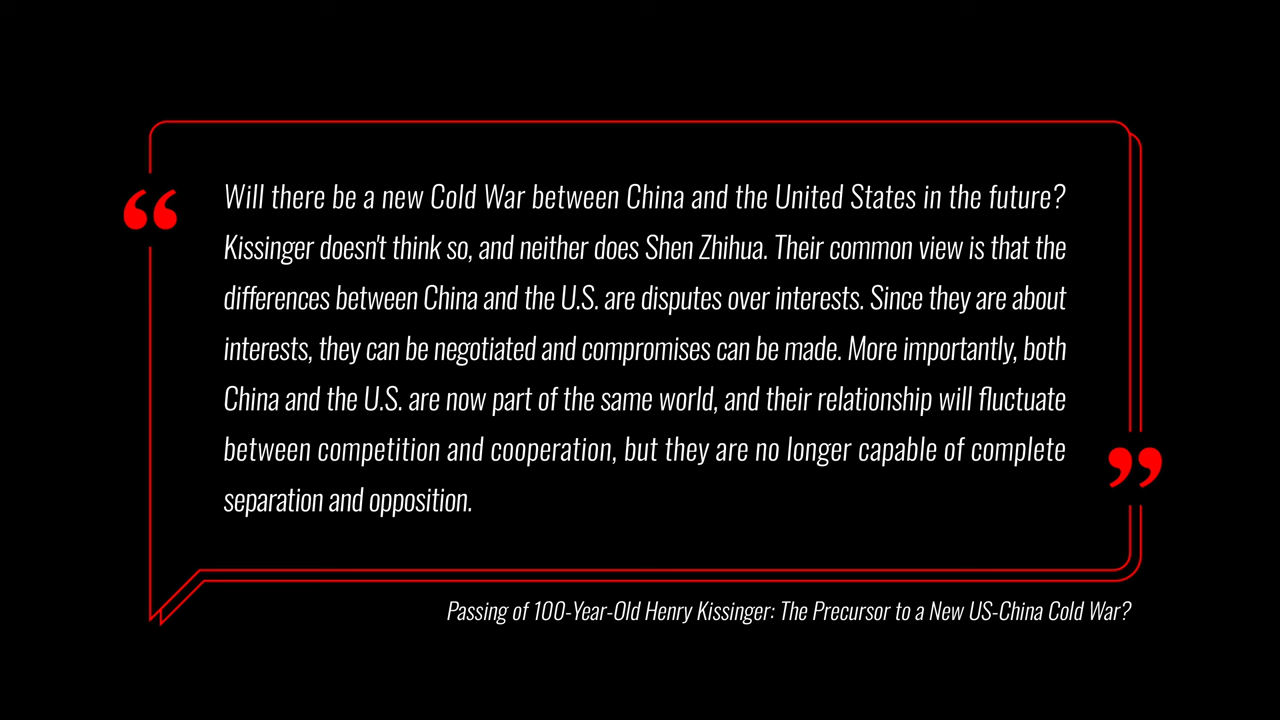 “
Will there be a new Cold War between China and the United States in the future?
Kissinger doesn't think so, and neither does Shen Zhihua. Their common view is that the
differences between China and the U.S. are disputes over interests. Since they are about
interests, they can be negotiated and compromises can be made. More importantly, both
China and the U.S. are now part of the same world, and their relationship will fluctuate
between competition and cooperation, but they are no longer capable of complete
separation and opposition.
”
Passing of 100-Year-Old Henry Kissinger: The Precursor to a New US-China Cold War?